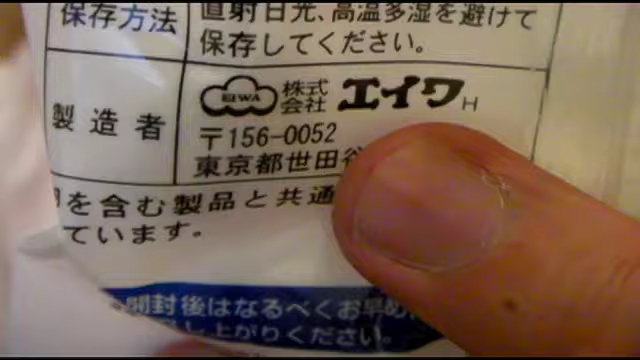 保存方法 直射日光、高温多湿を避けて
保存してください。
製造者 EIWA 株式会社 エイワ H
〒156-0052
東京都世田谷
を含む製品と共通
ています。
開封後はなるべくお早め
し上がりください。